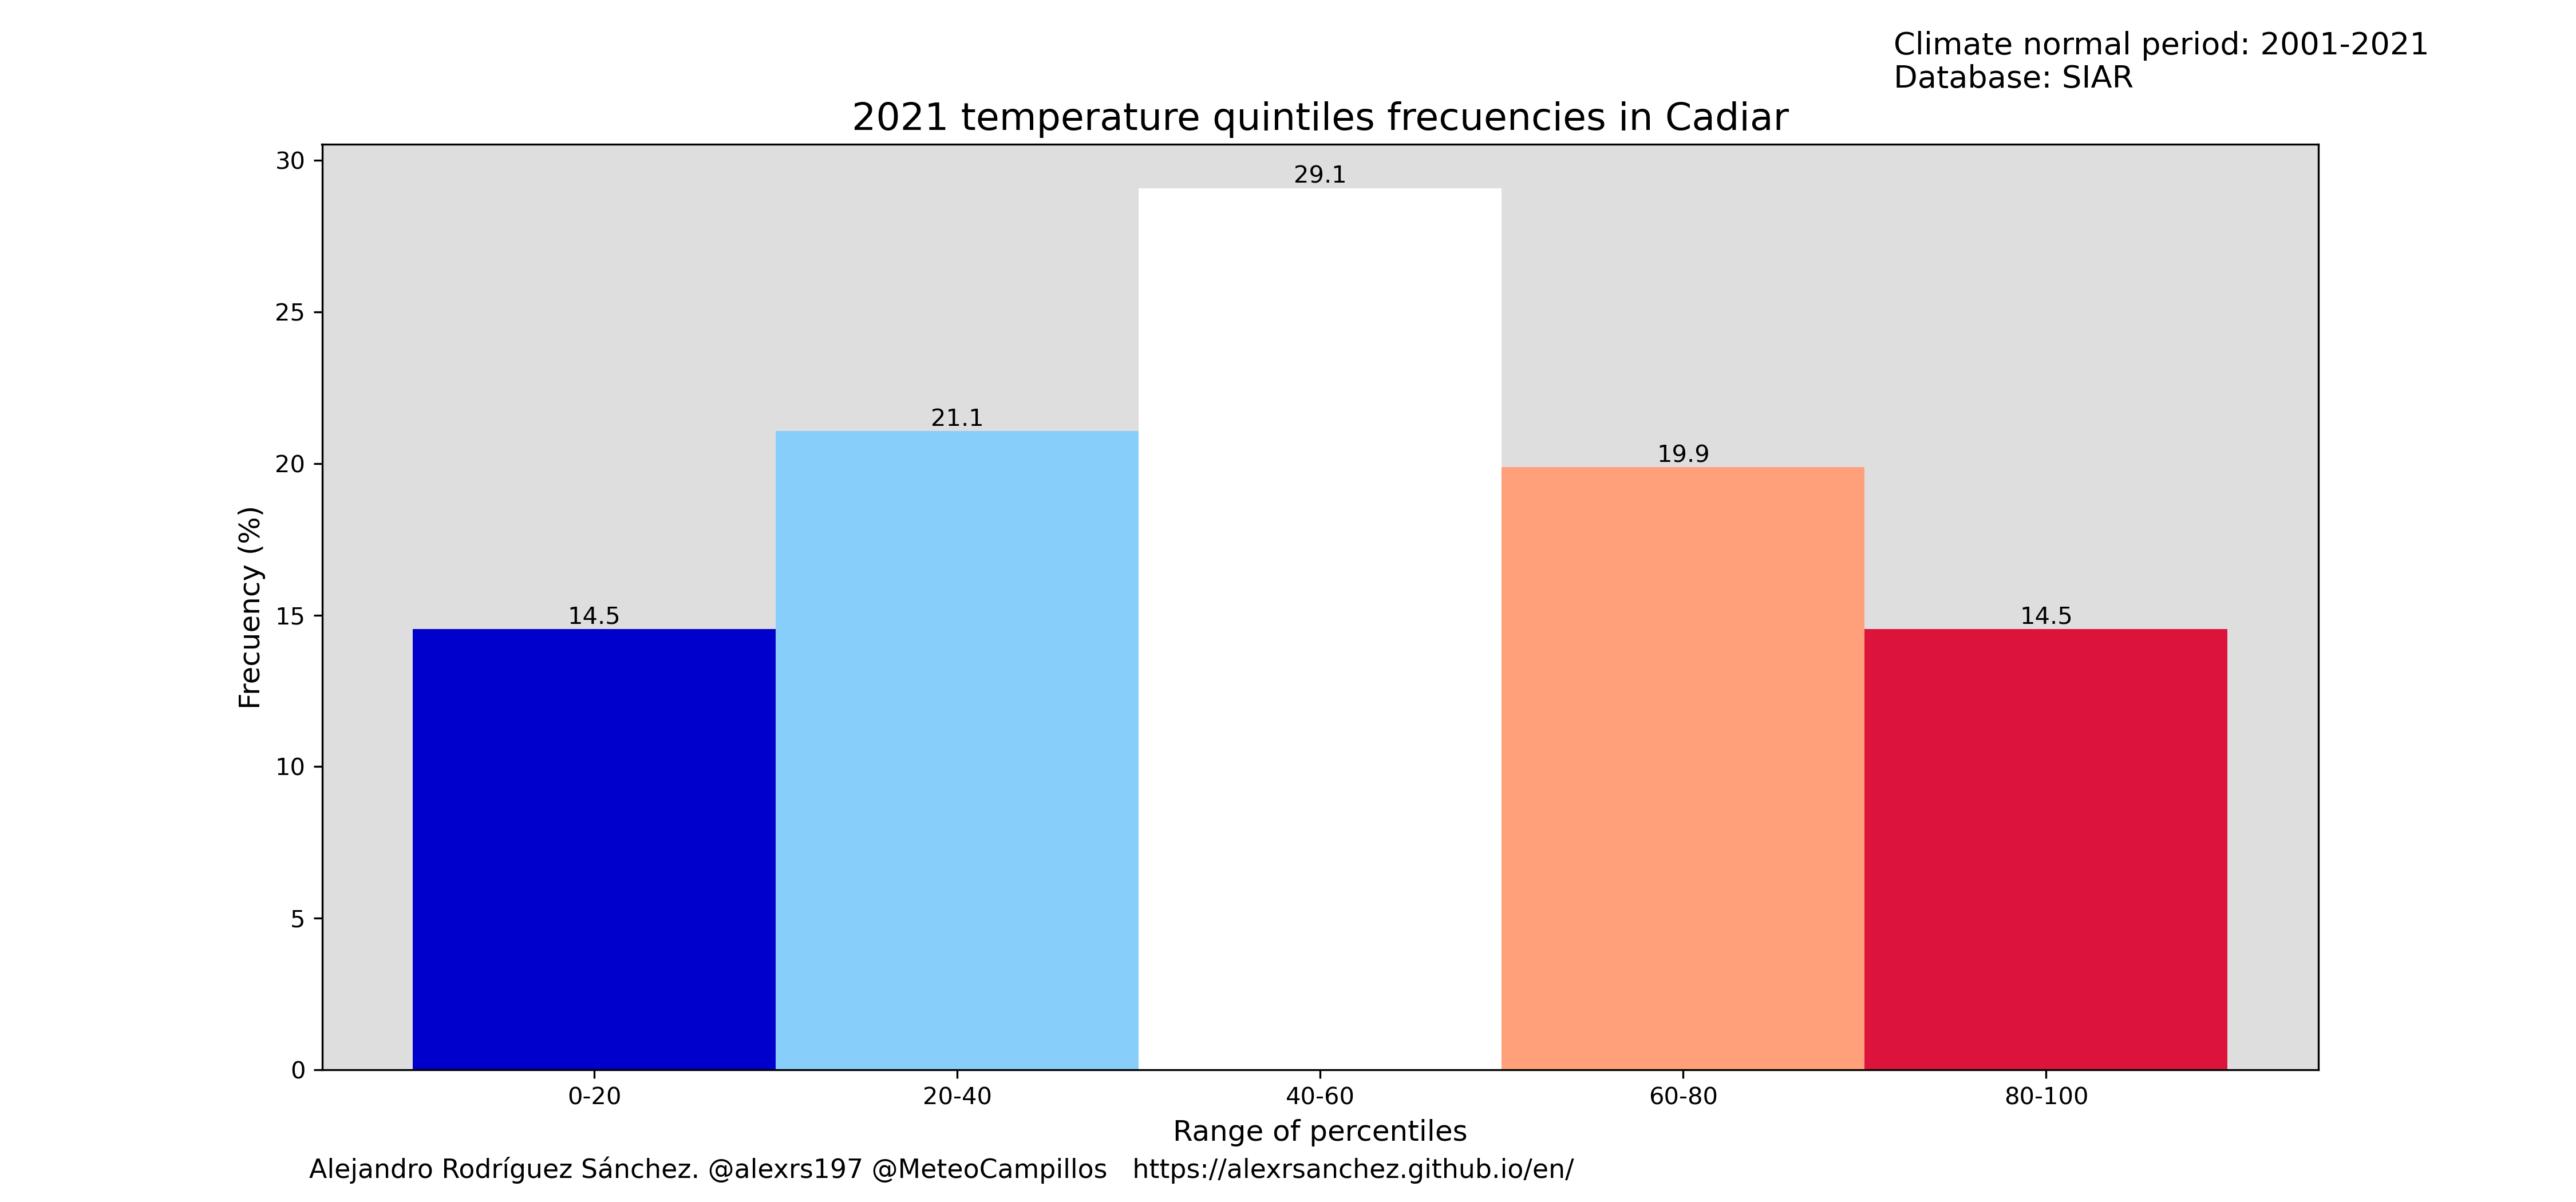 Climate normal period: 2001-2021
Database: SIAR
2021 temperature quintiles frecuencies in Cadiar
30
25
20
15
10
5
0
Frecuency (%)
14.5
21.1
29.1
19.9
14.5
0-20
20-40
40-60
60-80
80-100
Range of percentiles
Alejandro Rodríguez Sánchez. @alexrs197 @MeteoCampillos https://alexrsanchez.github.io/en/